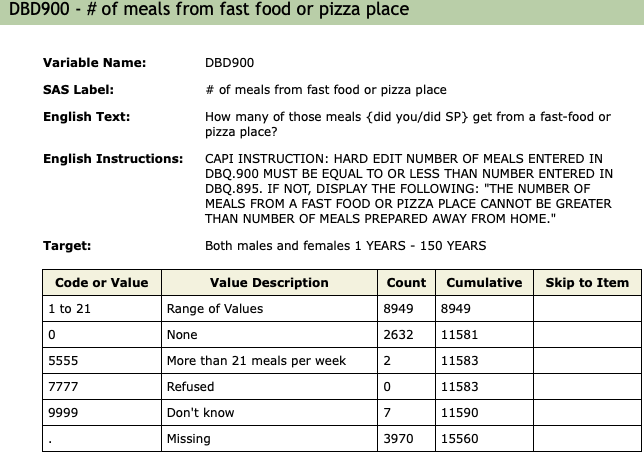 DBD900 - # of meals from fast food or pizza place
Variable Name: DBD900
SAS Label: # of meals from fast food or pizza place
English Text: How many of those meals {did you/did SP} get from a fast-food or
pizza place?
English Instructions: CAPI INSTRUCTION: HARD EDIT NUMBER OF MEALS ENTERED IN
DBQ.900 MUST BE EQUAL TO OR LESS THAN NUMBER ENTERED IN
DBQ.895. IF NOT, DISPLAY THE FOLLOWING: "THE NUMBER OF
MEALS FROM A FAST FOOD OR PIZZA PLACE CANNOT BE GREATER
THAN NUMBER OF MEALS PREPARED AWAY FROM HOME."
Target: Both males and females 1 YEARS - 150 YEARS
Code or Value Value Description Count Cumulative Skip to Item
1 to 21 Range of Values 8949 8949
0 None 2632 11581
5555 More than 21 meals per week 2 11583
7777 Refused 0 11583
9999 Don't know 7 11590
. Missing 3970 15560